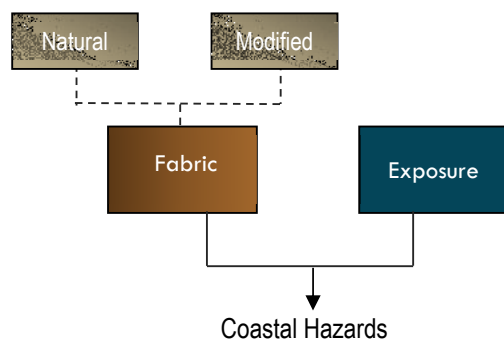 Natural
Modified
Fabric
Exposure
Coastal Hazards